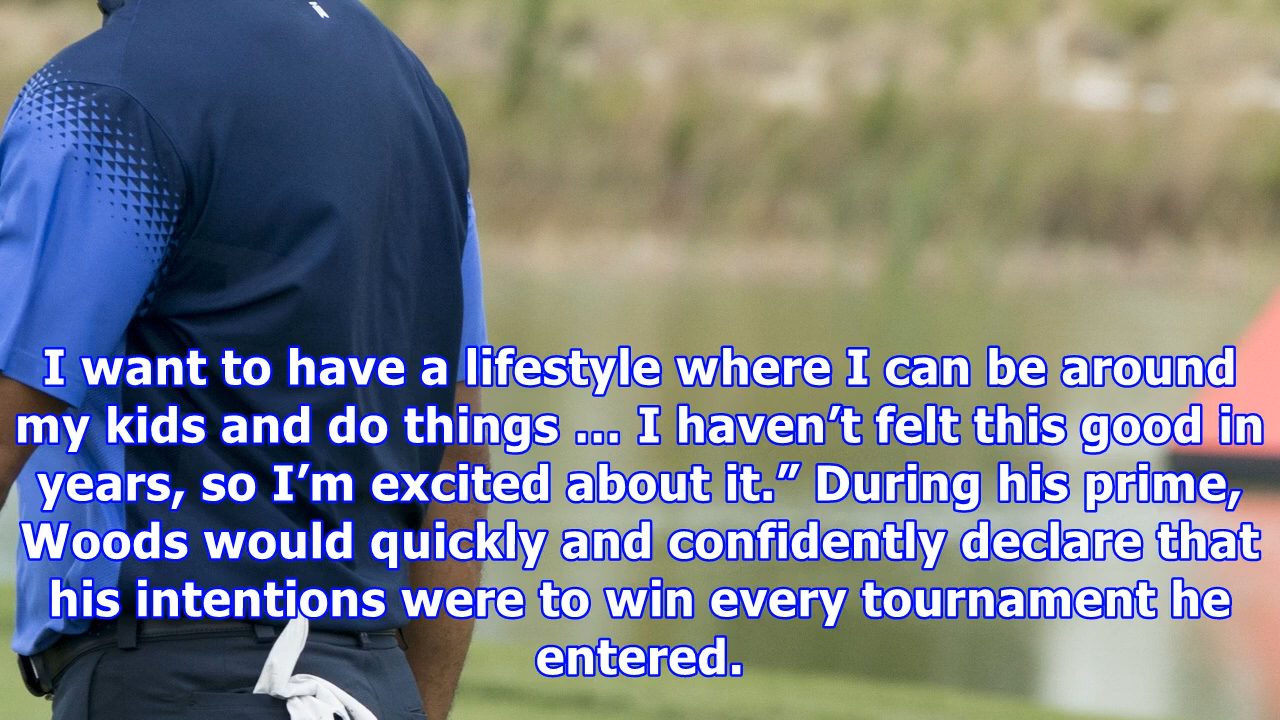 I want to have a lifestyle where I can be around
my kids and do things ... I haven’t felt this good in
years, so I’m excited about it.” During his prime,
Woods would quickly and confidently declare that
his intentions were to win every tournament he
entered.